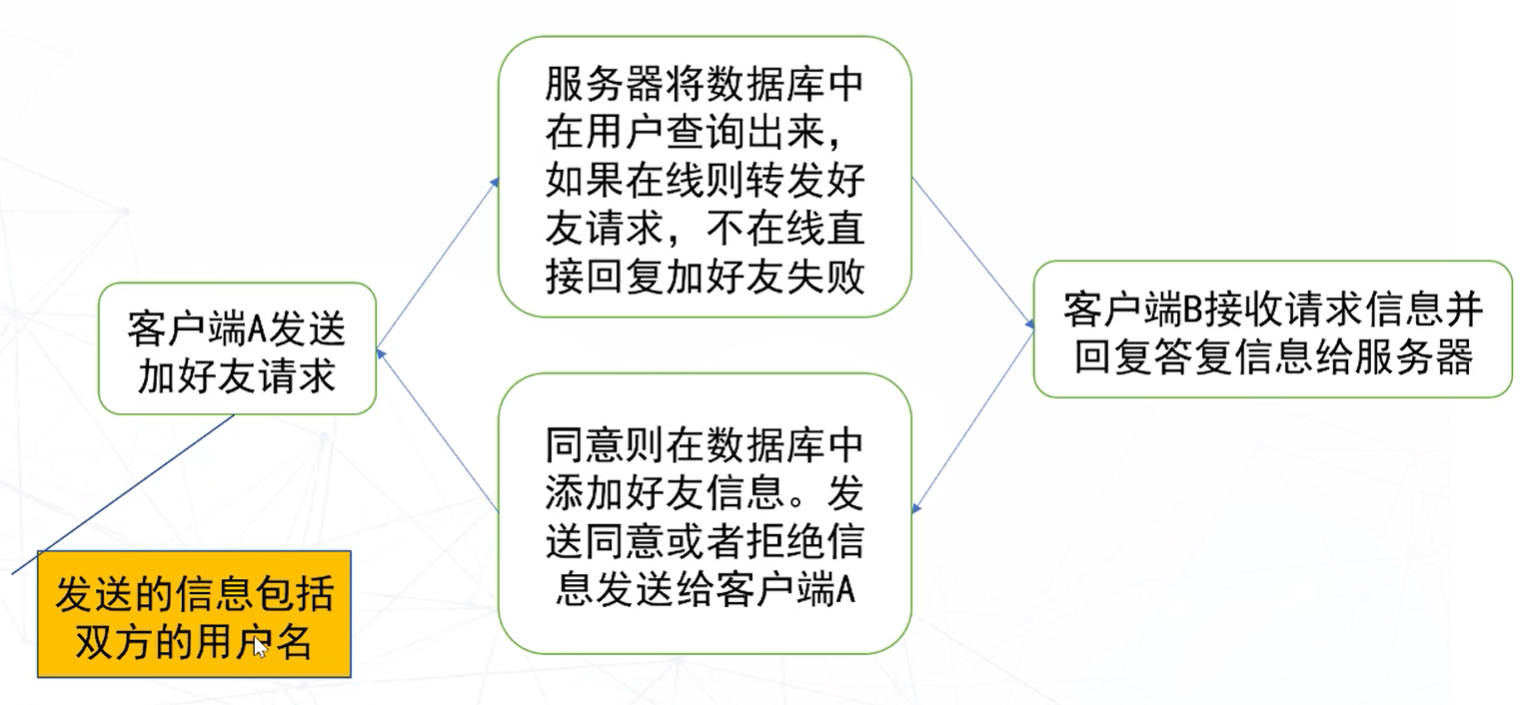 服务器将数据库中
在用户查询出来,
如果在线则转发好
友请求，不在线直
接回复加好友失败
客户端A发送
加好友请求
客户端B接收请求信息并
回复答复信息给服务器
同意则在数据库中
添加好友信息。发
送同意或者拒绝信
息发送给客户端A
发送的信息包括
双方的用户名